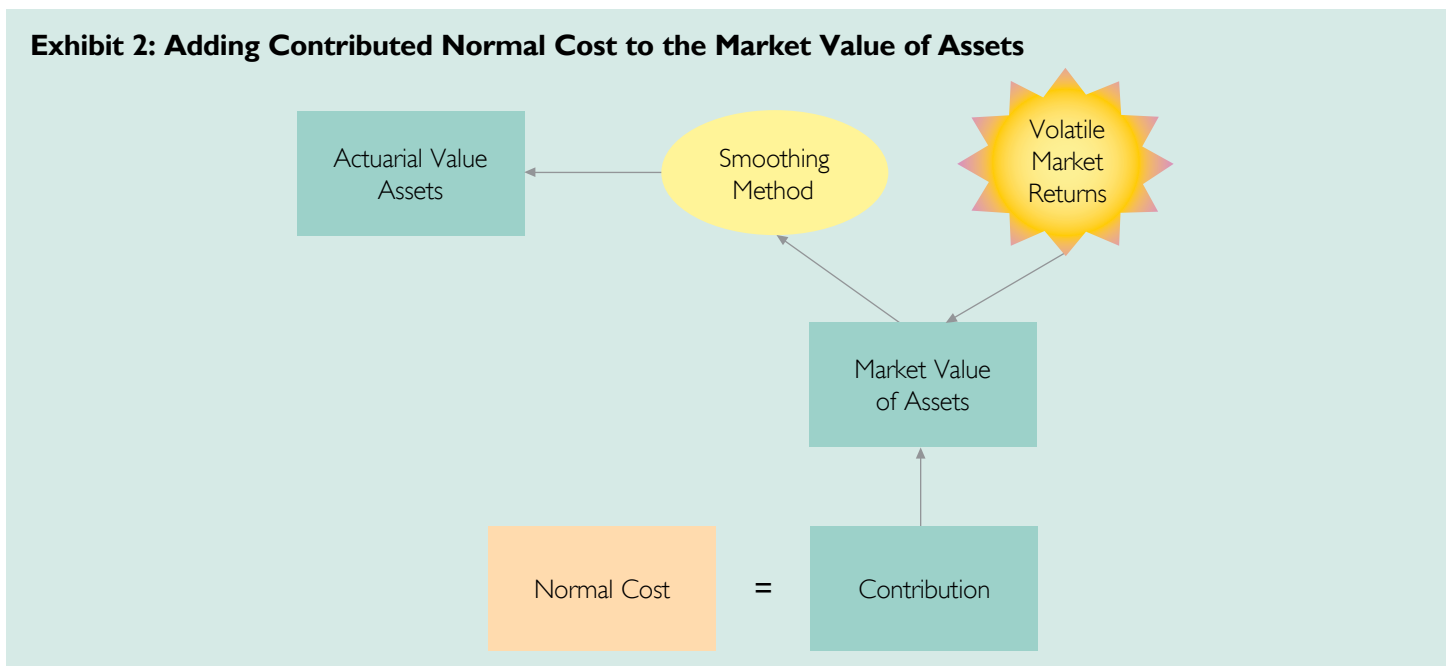 Exhibit 2: Adding Contributed Normal Cost to the Market Value of Assets
Actuarial Value
Assets
Smoothing
Method
Volatile
Market
Returns
Market Value
of Assets
Normal Cost
=
Contribution